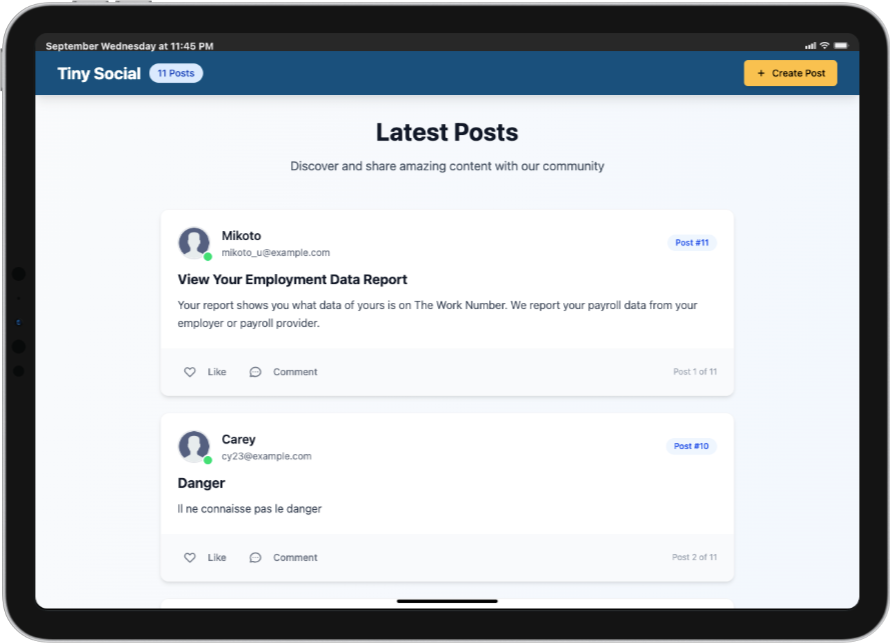 September Wednesday at 11:45 PM
Tiny Social
11 Posts
+ Create Post
Latest Posts
Discover and share amazing content with our community
Mikoto
mikoto_u@example.com
Post #11
View Your Employment Data Report
Your report shows you what data of yours is on The Work Number. We report your payroll data from your
employer or payroll provider.
Like
Comment
Post 1 of 11
Carey
cy23@example.com
Post #10
Danger
Il ne connaisse pas le danger
Like
Comment
Post 2 of 11